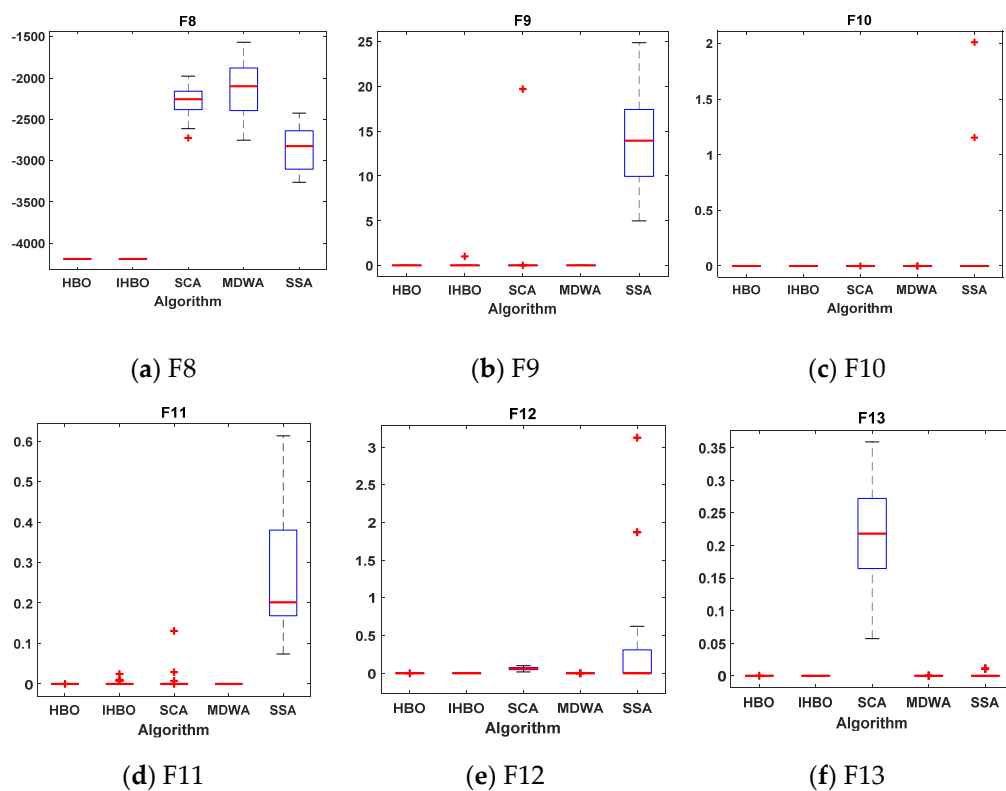 F8
-1500
-2000
-2500
-3000
-3500
-4000
HBO IHBO SCA MDWA SSA
Algorithm
(a) F8
F9
25
20
15
10
5
0
HBO IHBO SCA MDWA SSA
Algorithm
(b) F9
F10
2
1.5
1
0.5
0
HBO IHBO SCA MDWA SSA
Algorithm
(c) F10
F11
0.6
0.5
0.4
0.3
0.2
0.1
0
HBO IHBO SCA MDWA SSA
Algorithm
(d) F11
F12
3
2.5
2
1.5
1
0.5
0
HBO IHBO SCA MDWA SSA
Algorithm
(e) F12
F13
0.35
0.3
0.25
0.2
0.15
0.1
0.05
0
HBO IHBO SCA MDWA SSA
Algorithm
(f) F13